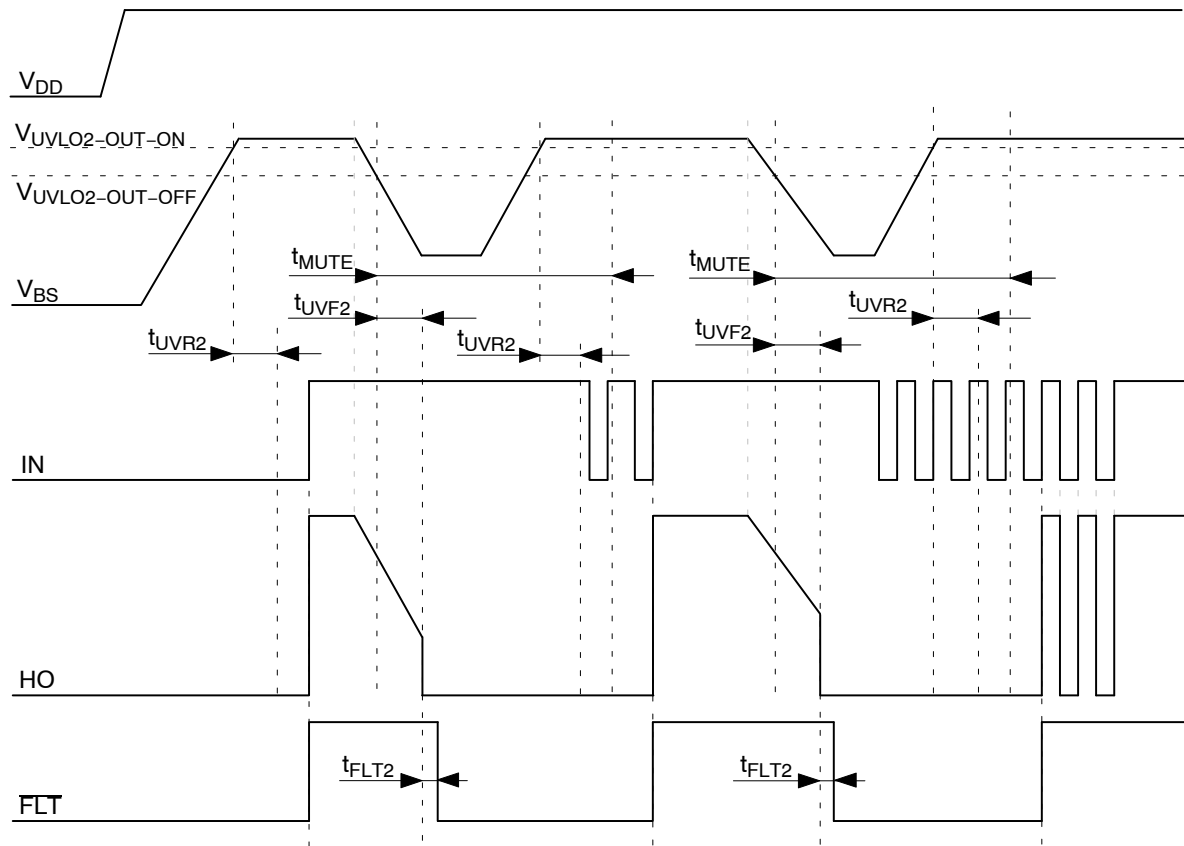 VDD
VUVLO2−OUT−ON
VUVLO2−OUT−OFF
tMUTE
tMUTE
VBS
tUVF2
tUVR2
tUVR2
tUVR2
tUVF2
IN
HO
tFLT2
tFLT2
FLT